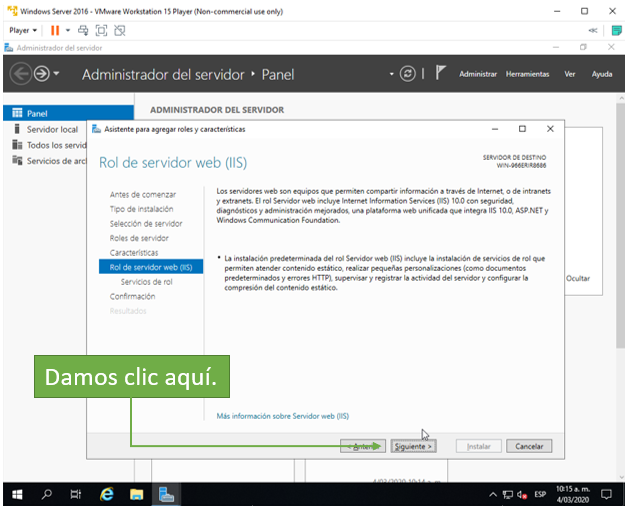 Windows Server 2016 - VMware Workstation 15 Player (Non-commercial use only)
Player
Administrador del servidor
Administrador del servidor
Panel
Administrar
Herramientas
Ver
Ayuda
Panel
Servidor local
Todos los servid
Servicios de arc
ADMINISTRADOR DEL SERVIDOR
Asistente para agregar roles y características
Rol de servidor web (IIS)
SERVIDOR DE DESTINO
WIN-966ERIR8686
Antes de comenzar
Tipo de instalación
Selección de servidor
Roles de servidor
Características
Rol de servidor web (IIS)
Servicios de rol
Confirmación
Resultados
Los servidores web son equipos que permiten compartir información a través de Internet, o de intranets
y extranets. El rol Servidor web incluye Internet Information Services (IIS) 10.0 con seguridad,
diagnósticos y administración mejorados, una plataforma web unificada que integra IIS 10.0, ASP.NET y
Windows Communication Foundation.
• La instalación predeterminada del rol Servidor web (IIS) incluye la instalación de servicios de rol que
permiten atender contenido estático, realizar pequeñas personalizaciones (como documentos
predeterminados y errores HTTP), supervisar y registrar la actividad del servidor y configurar la
compresión del contenido estático.
Ocultar
Damos clic aquí.
Más información sobre Servidor web (IIS)
< Anterior
Siguiente >
Instalar
Cancelar
4/03/2020 10:14 a. m.
ESP
10:15 a. m.
4/03/2020